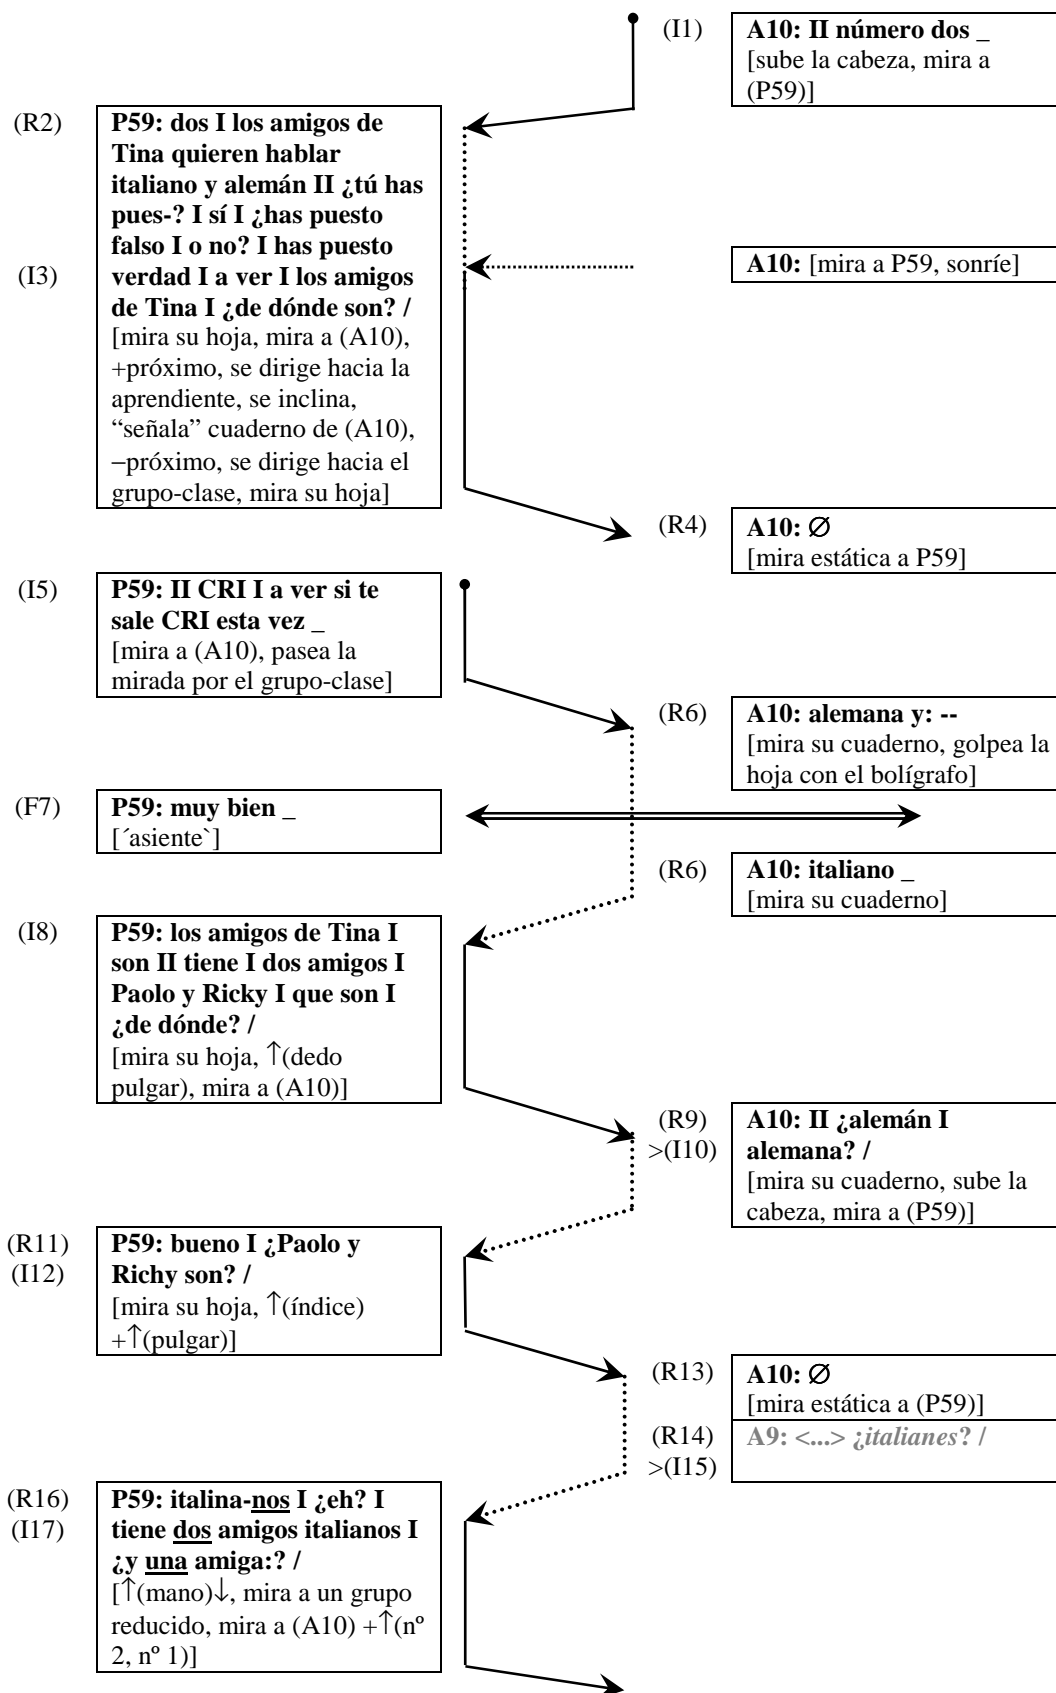 (I1)
A10: II número dos _
[sube la cabeza, mira a
(P59)]
(R2)
P59: dos I los amigos de
Tina quieren hablar
italiano y alemán II ¿tú has
pues-? I sí I ¿has puesto
falso I o no? I has puesto
(I3)
verdad I a ver I los amigos
de Tina I ¿de dónde son? /
[mira su hoja, mira a (A10),
+próximo, se dirige hacia la
aprendiente, se inclina,
“señala” cuaderno de (A10),
−próximo, se dirige hacia el
grupo-clase, mira su hoja]
A10: [mira a P59, sonríe]
(R4)
A10: ∅
[mira estática a P59]
(I5)
P59: II CRI I a ver si te
sale CRI esta vez _
[mira a (A10), pasea la
mirada por el grupo-clase]
(R6)
A10: alemana y: --
[mira su cuaderno, golpea la
hoja con el bolígrafo]
(F7)
P59: muy bien _
[´asiente`]
(R6)
A10: italiano _
[mira su cuaderno]
(I8)
P59: los amigos de Tina I
son II tiene I dos amigos I
Paolo y Ricky I que son I
¿de dónde? /
[mira su hoja, ↑(dedo
pulgar), mira a (A10)]
(R9)
>(I10)
A10: II ¿alemán I
alemana? /
[mira su cuaderno, sube la
cabeza, mira a (P59)]
(R11)
(I12)
P59: bueno I ¿Paolo y
Richy son? /
[mira su hoja, ↑(índice)
+↑(pulgar)]
(R13)
A10: ∅
[mira estática a (P59)]
(R14)
>(I15)
A9: <...> ¿italianes? /
(R16)
(I17)
P59: italina-nos I ¿eh? I
tiene dos amigos italianos I
¿y una amiga:? /
[↑(mano)↓, mira a un grupo
reducido, mira a (A10) +↑(nº
2, nº 1)]